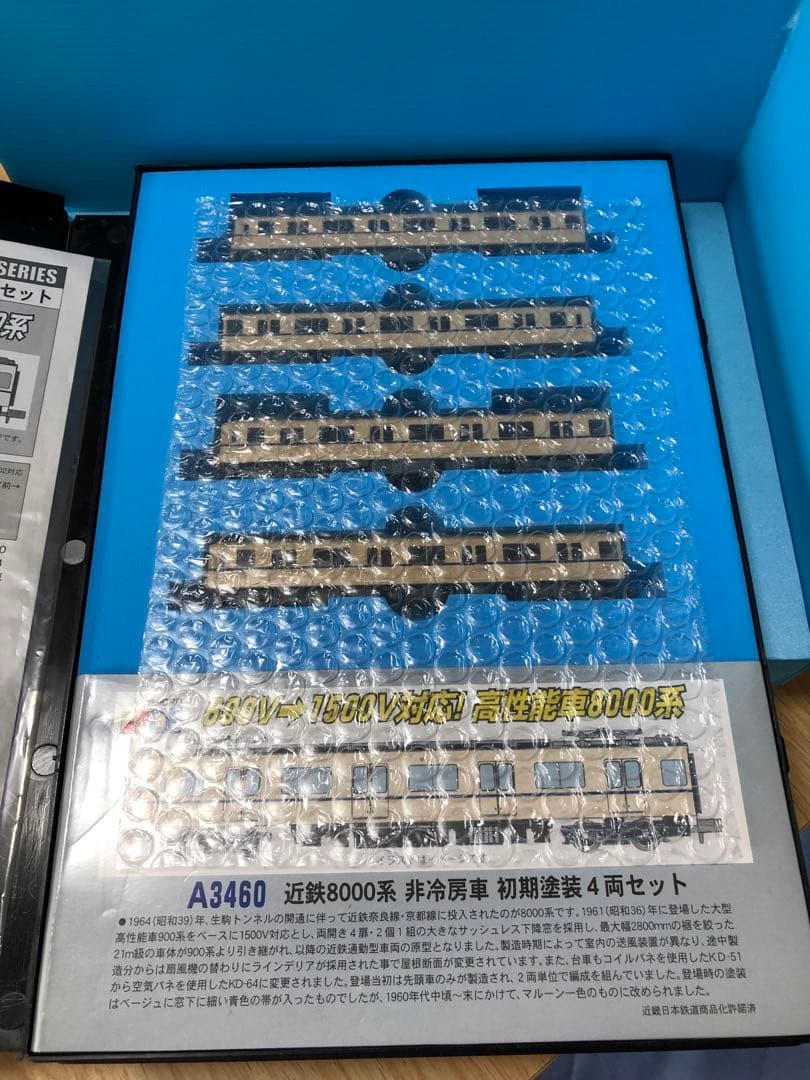 SERIES
セット
系
です。
02対応
前→
600V→1500V対応! 高性能車8000系
イラストはイメージです。
A3460 近鉄8000系 非冷房車 初期塗装4両セット
●1964(昭和39)年、生駒トンネルの開通に伴って近鉄奈良線・京都線に投入されたのが8000系です。1961(昭和36)年に登場した大型
高性能車900系をベースに1500V対応とし、両開き4扉・2個1組の大きなサッシュレス下降窓を採用し、最大幅2800mmの裾を絞った
21m級の車体が900系より引き継がれ、以降の近鉄通勤型車両の原型となりました。製造時期によって室内の送風装置が異なり、途中製
造分からは扇風機の替わりにラインデリアが採用された事で屋根断面が変更されています。また、台車もコイルバネを使用したKD-51
から空気バネを使用したKD-64に変更されました。登場当初は先頭車のみが製造され、2両単位で編成を組んでいました。登場時の塗装
はベージュに窓下に細い青色の帯が入ったものでしたが、1960年代中頃〜末にかけて、マルーン一色のものに改められました。
近畿日本鉄道商品化許諾済